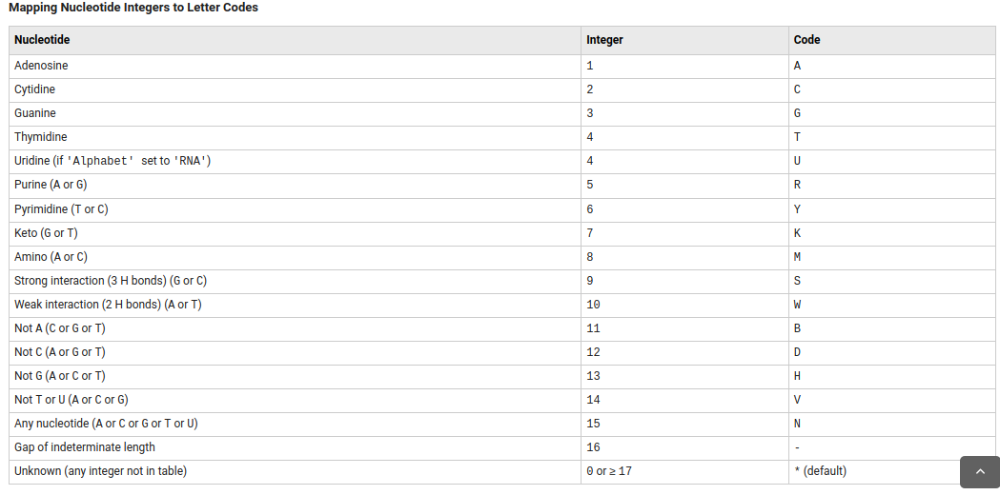 Mapping Nucleotide Integers to Letter Codes
Nucleotide Integer Code
Adenosine 1 A
Cytidine 2 C
Guanine 3 G
Thymidine 4 T
Uridine (if 'Alphabet' set to 'RNA') 4 U
Purine (A or G) 5 R
Pyrimidine (T or C) 6 Y
Keto (G or T) 7 K
Amino (A or C) 8 M
Strong interaction (3 H bonds) (G or C) 9 S
Weak interaction (2 H bonds) (A or T) 10 W
Not A (C or G or T) 11 B
Not C (A or G or T) 12 D
Not G (A or C or T) 13 H
Not T or U (A or C or G) 14 V
Any nucleotide (A or C or G or T or U) 15 N
Gap of indeterminate length 16 -
Unknown (any integer not in table) 0 or ≥ 17 * (default)